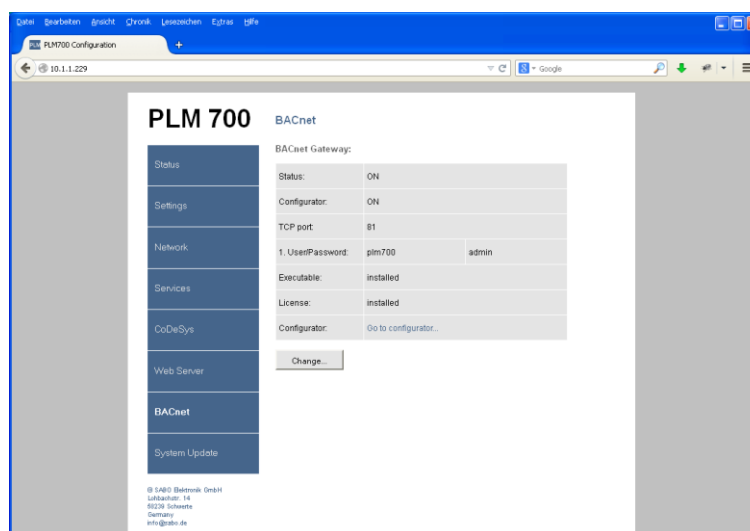 Datei Bearbeiten Ansicht Chronik Lesezeichen Extras Hilfe
PLM PLM700 Configuration +
10.1.1.229 8 Google
PLM 700 BACnet
BACnet Gateway:
Status
Settings
Network
Services
CoDeSys
Web Server
BACnet
System Update
Status: ON
Configurator: ON
TCP port: 81
1. User/Password: plm700 admin
Executable: installed
License: installed
Configurator: Go to configurator...
Change...
© SABO Elektronik GmbH
Lohbachstr. 14
58239 Schwerte
Germany
info@sabo.de